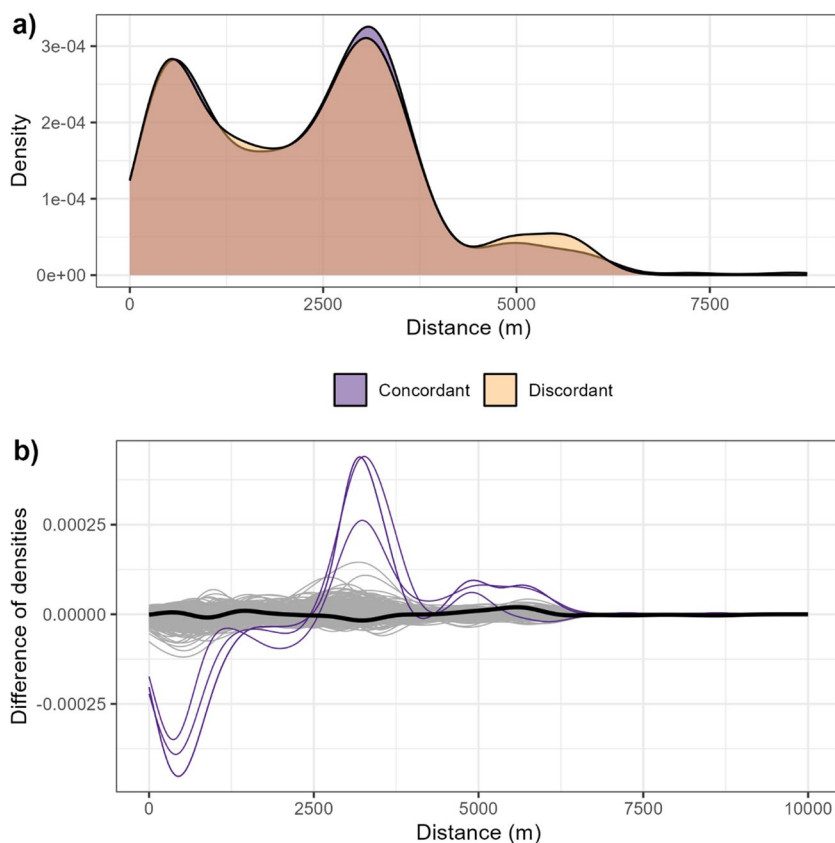 a)
3e-04
2e-04
1e-04
0e+00
Density
0
2500
5000
7500
Distance (m)
Concordant
Discordant
b)
0.00025
0.00000
-0.00025
Difference of densities
0
2500
5000
7500
10000
Distance (m)